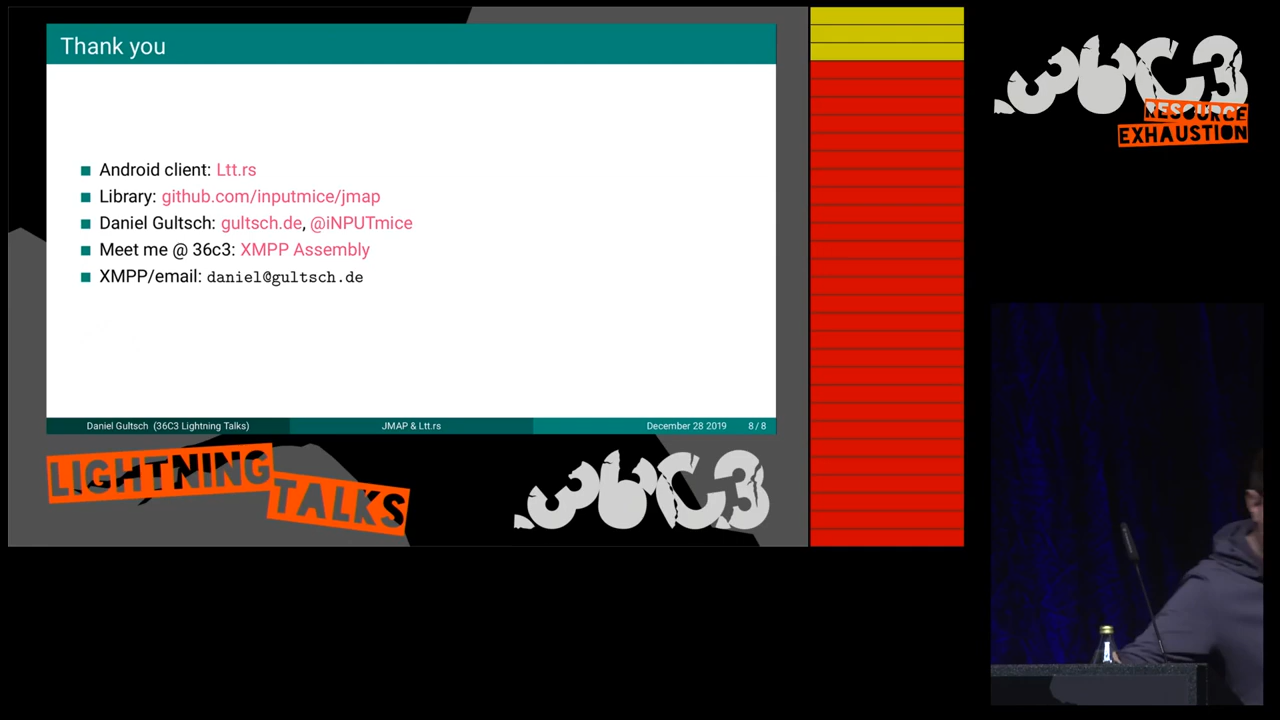 Thank you
Android client: Ltt.rs
Library: github.com/inputmice/jmap
Daniel Gultsch: gultsch.de, @iNPUTmice
Meet me @ 36c3: XMPP Assembly
XMPP/email: daniel@gultsch.de
Daniel Gultsch (36C3 Lightning Talks) JMAP & Ltt.rs December 28 2019 8 / 8
LIGHTNING
TALKS
36C3
36C3
RESOURCE
EXHAUSTION